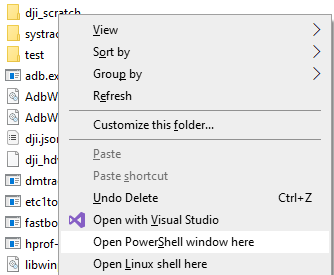 dji_scratch
systrac
test
adb.ex
AdbW
AdbW
dji.json
dji_hd
dmtra
etc1to
fastbo
hprof-
libwin
View
Sort by
Group by
Refresh
Customize this folder...
Paste
Paste shortcut
Undo Delete Ctrl+Z
Open with Visual Studio
Open PowerShell window here
Open Linux shell here